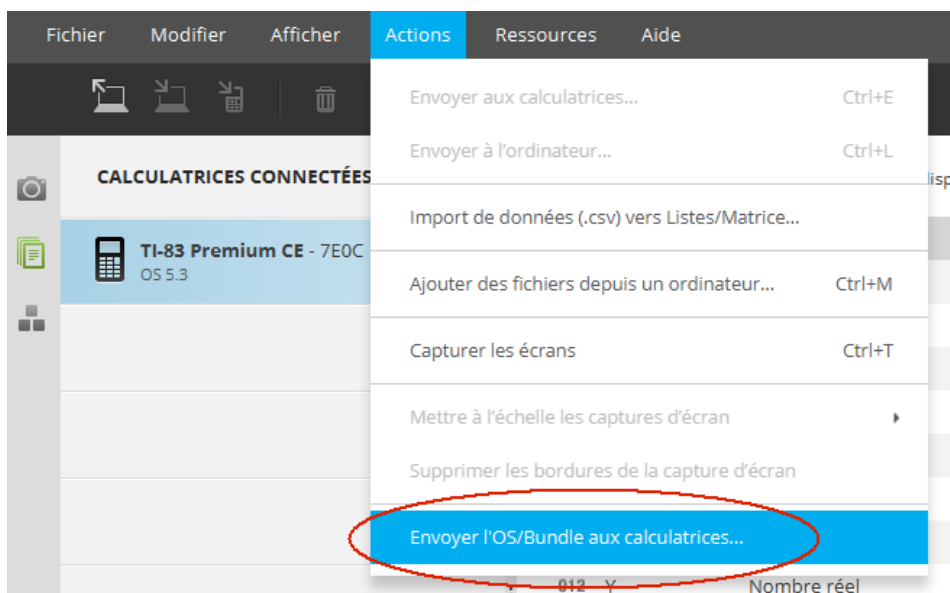 Fichier Modifier Afficher Actions Ressources Aide
Envoyer aux calculatrices... Ctrl+E
Envoyer à l'ordinateur... Ctrl+L
CALCULATRICES CONNECTÉES
Import de données (.csv) vers Listes/Matrice...
TI-83 Premium CE - 7E0C
OS 5.3
Ajouter des fichiers depuis un ordinateur... Ctrl+M
Capturer les écrans Ctrl+T
Mettre à l'échelle les captures d'écran
Supprimer les bordures de la capture d'écran
Envoyer l'OS/Bundle aux calculatrices...
012 Y Nombre réel